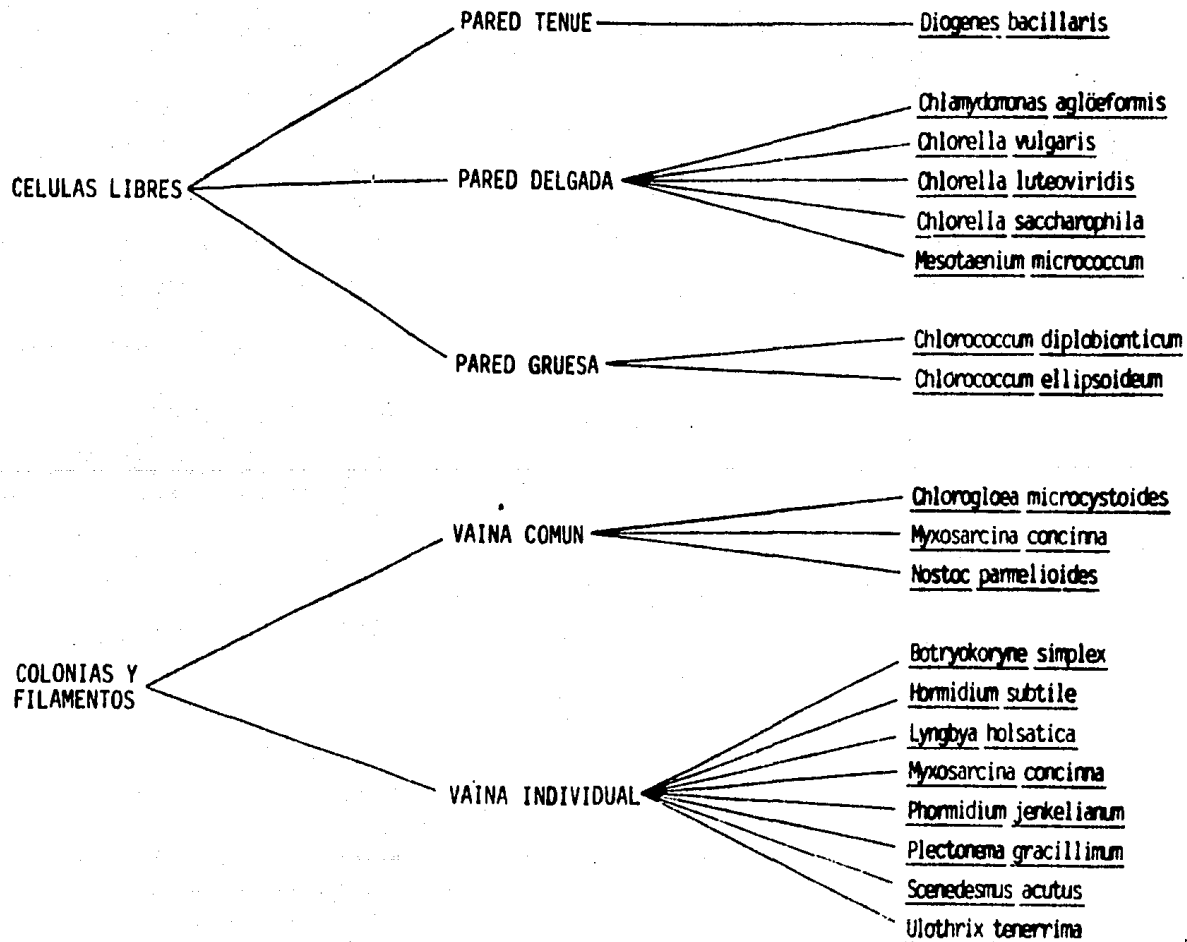 PARED TENUE
Diogenes bacillaris
CELULAS LIBRES
PARED DELGADA
Chlamydomonas aglöeformis
Chlorella vulgaris
Chlorella luteoviridis
Chlorella saccharophila
Mesotaenium micrococcum
PARED GRUESA
Chlorococcum diplobionticum
Chlorococcum ellipsoideum
COLONIAS Y
FILAMENTOS
VAINA COMUN
Chlorogloea microcystoides
Myxosarcina concinna
Nostoc parmelioides
VAINA INDIVIDUAL
Botryokoryne simplex
Hormidium subtile
Lyngbya holsatica
Myxosarcina concinna
Phormidium jenkelianum
Plectonema gracillimum
Scenedesmus acutus
Ulothrix tenerrima